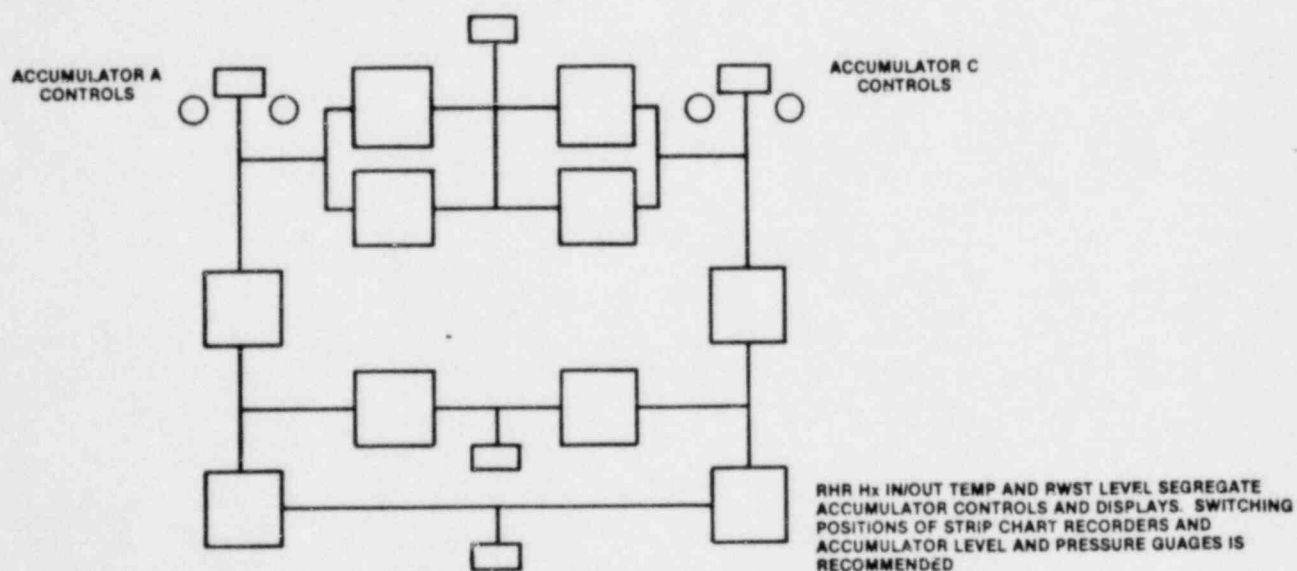 ACCUMULATOR A
CONTROLS
ACCUMULATOR C
CONTROLS
RHR Hx IN/OUT TEMP AND RWST LEVEL SEGREGATE
ACCUMULATOR CONTROLS AND DISPLAYS. SWITCHING
POSITIONS OF STRIP CHART RECORDERS AND
ACCUMULATOR LEVEL AND PRESSURE GUAGES IS
RECOMMENDED